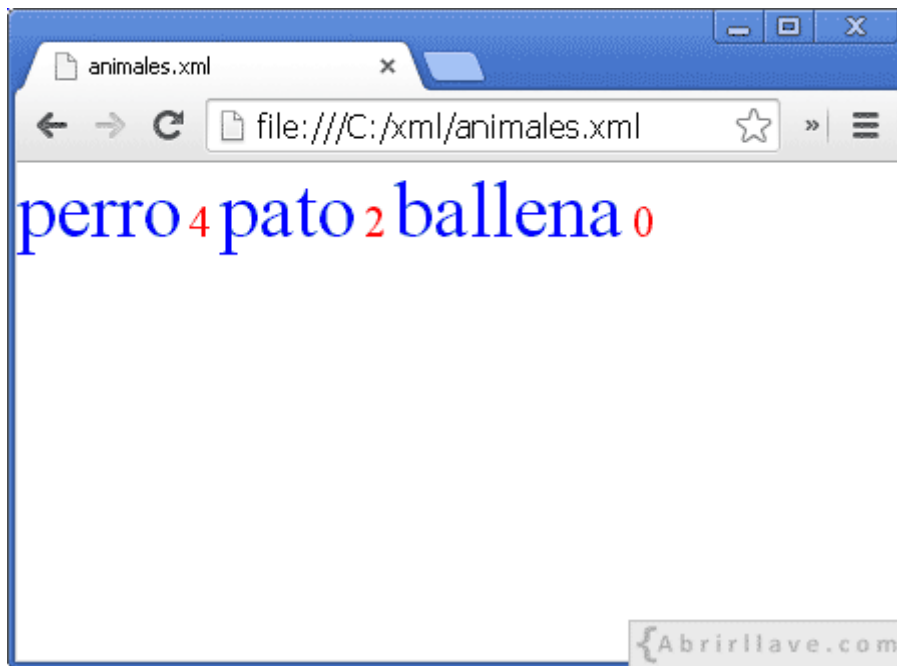 animales.xml
file:///C:/xml/animales.xml
perro 4 pato 2 ballena 0
{Abrirllave.com